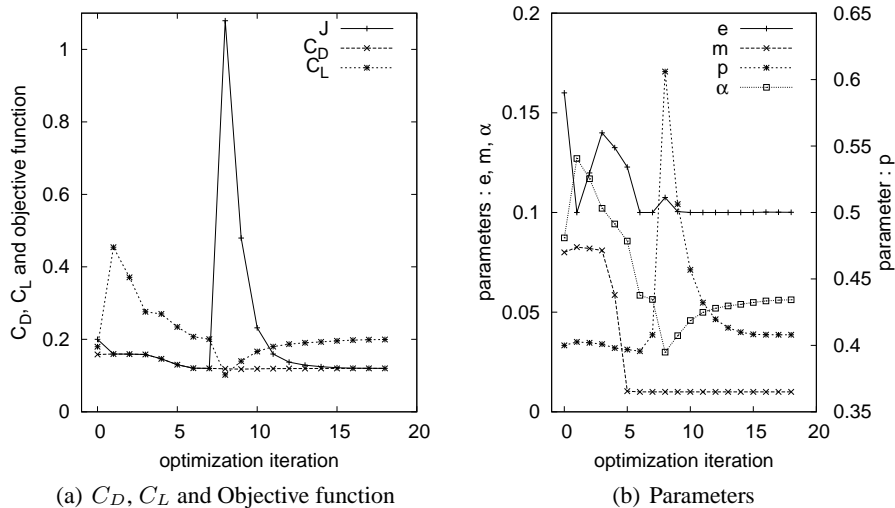 C_D, C_L and objective function
1
0.8
0.6
0.4
0.2
0
0
5
10
15
20
optimization iteration
J
C_D
C_L
(a) C_D, C_L and Objective function
parameters : e, m, α
0.2
0.15
0.1
0.05
0
0
5
10
15
20
optimization iteration
e
m
p
α
0.65
0.6
0.55
0.5
0.45
0.4
0.35
parameter : p
(b) Parameters